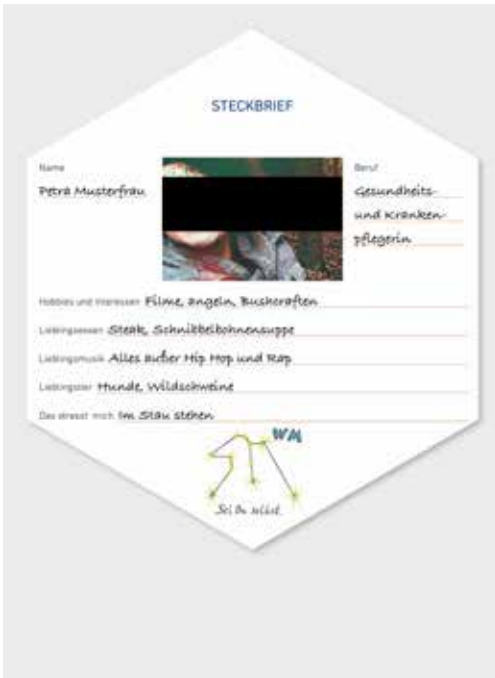 STECKBRIEF
Name
Petra Musterfrau
Beruf
Gesundheits-
und Kranken-
pflegerin
Hobbies und Interessen Filme, angeln, Bushcraften
Lieblingsessen Steak, Schnibbelbohnensuppe
Lieblingsmusik Alles außer Hip Hop und Rap
Lieblingstier Hunde, Wildschweine
Das stresst mich Im Stau stehen
WM
Sei Du selbst.